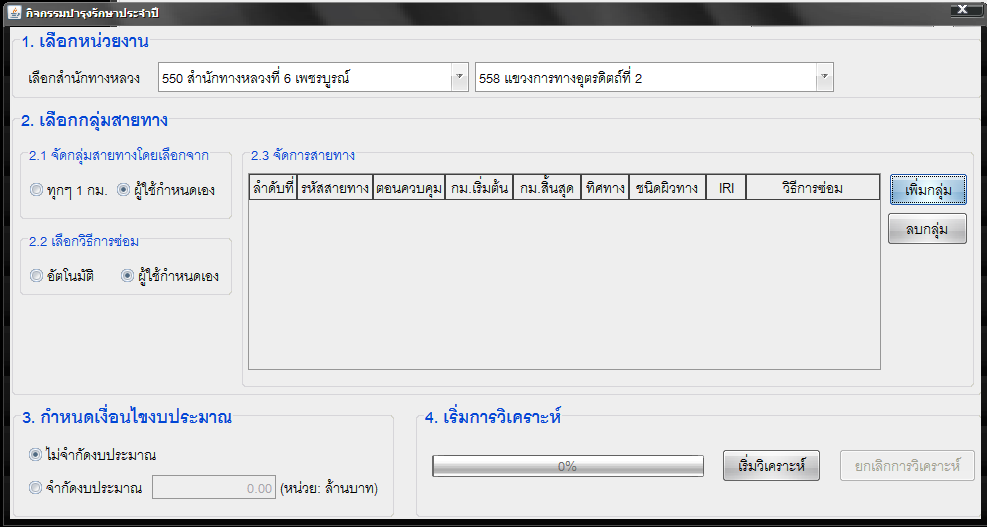 กิจกรรมบำรุงรักษาประจำปี
1. เลือกหน่วยงาน
เลือกสำนักทางหลวง 550 สำนักทางหลวงที่ 6 เพชรบูรณ์ 558 แขวงการทางอุตรดิตถ์ที่ 2
2. เลือกกลุ่มสายทาง
2.1 จัดกลุ่มสายทางโดยเลือกจาก
ทุกๆ 1 กม. ผู้ใช้กำหนดเอง
2.2 เลือกวิธีการซ่อม
อัตโนมัติ ผู้ใช้กำหนดเอง
2.3 จัดการสายทาง
ลำดับที่ รหัสสายทาง ตอนควบคุม กม.เริ่มต้น กม.สิ้นสุด ทิศทาง ชนิดผิวทาง IRI วิธีการซ่อม
เพิ่มกลุ่ม
ลบกลุ่ม
3. กำหนดเงื่อนไขงบประมาณ
ไม่จำกัดงบประมาณ
จำกัดงบประมาณ 0.00 (หน่วย: ล้านบาท)
4. เริ่มการวิเคราะห์
0% เริ่มวิเคราะห์ ยกเลิกการวิเคราะห์